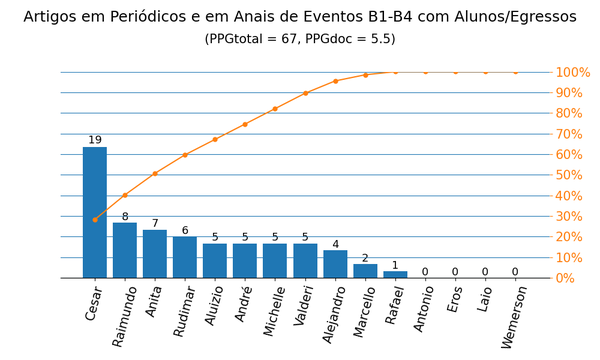 Artigos em Periódicos e em Anais de Eventos B1-B4 com Alunos/Egressos
(PPGtotal = 67, PPGdoc = 5.5)
100%
90%
80%
70%
60%
50%
40%
30%
20%
10%
0%
19
8
7
6
5
5
5
5
4
2
1
0
0
0
0
Cesar
Raimundo
Anita
Rudimar
Aluizio
André
Michelle
Valderi
Alejandro
Marcello
Rafael
Antonio
Eros
Laio
Wemerson